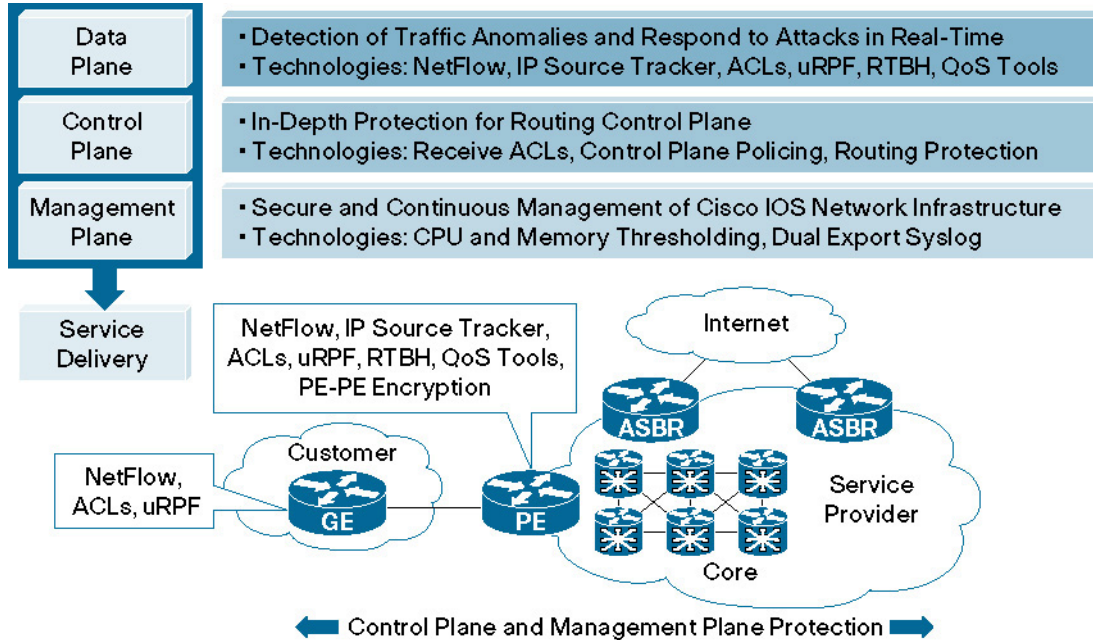 Data
Plane
▪ Detection of Traffic Anomalies and Respond to Attacks in Real-Time
▪ Technologies: NetFlow, IP Source Tracker, ACLs, uRPF, RTBH, QoS Tools
Control
Plane
▪ In-Depth Protection for Routing Control Plane
▪ Technologies: Receive ACLs, Control Plane Policing, Routing Protection
Management
Plane
▪ Secure and Continuous Management of Cisco IOS Network Infrastructure
▪ Technologies: CPU and Memory Thresholding, Dual Export Syslog
Service
Delivery
NetFlow, IP Source Tracker,
ACLs, uRPF, RTBH, QoS Tools,
PE-PE Encryption
Internet
ASBR
ASBR
NetFlow,
ACLs, uRPF
Customer
GE
PE
Service
Provider
Core
Control Plane and Management Plane Protection